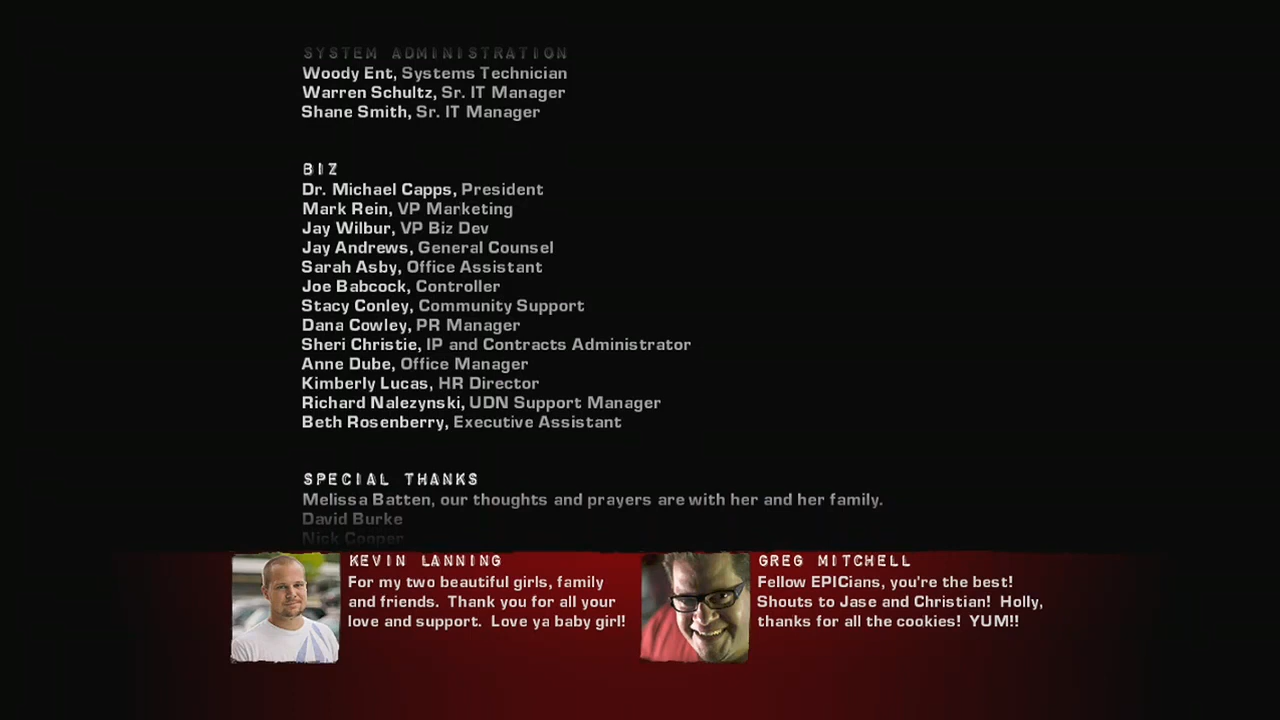 SYSTEM ADMINISTRATION
Woody Ent, Systems Technician
Warren Schultz, Sr. IT Manager
Shane Smith, Sr. IT Manager
BIZ
Dr. Michael Capps, President
Mark Rein, VP Marketing
Jay Wilbur, VP Biz Dev
Jay Andrews, General Counsel
Sarah Asby, Office Assistant
Joe Babcock, Controller
Stacy Conley, Community Support
Dana Cowley, PR Manager
Sheri Christie, IP and Contracts Administrator
Anne Dube, Office Manager
Kimberly Lucas, HR Director
Richard Nalezynski, UDN Support Manager
Beth Rosenberry, Executive Assistant
SPECIAL THANKS
Melissa Batten, our thoughts and prayers are with her and her family.
David Burke
Nick Cooper
KEVIN LANNING
For my two beautiful girls, family
and friends. Thank you for all your
love and support. Love ya baby girl!
GREG MITCHELL
Fellow EPICians, you're the best!
Shouts to Jase and Christian! Holly,
thanks for all the cookies! YUM!!